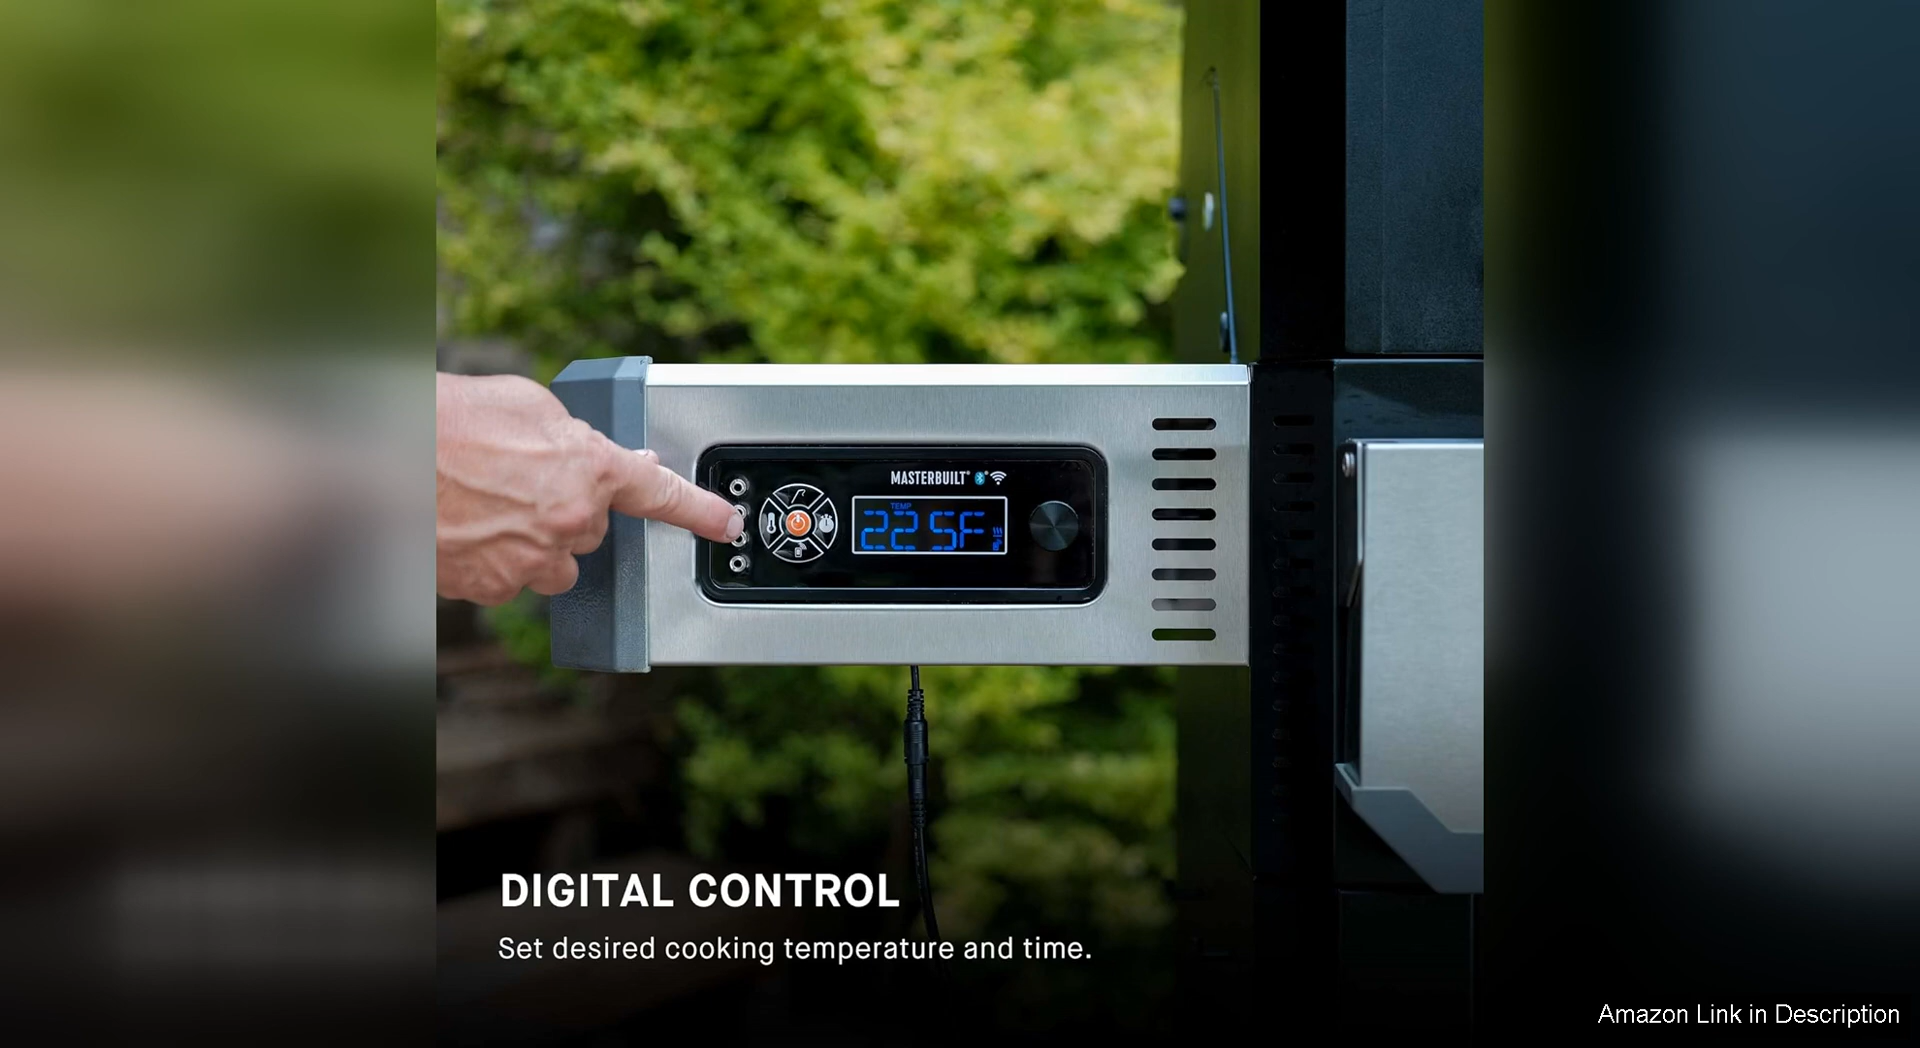 MASTERBUILT
TEMP
225F
DIGITAL CONTROL
Set desired cooking temperature and time.
Amazon Link in Description